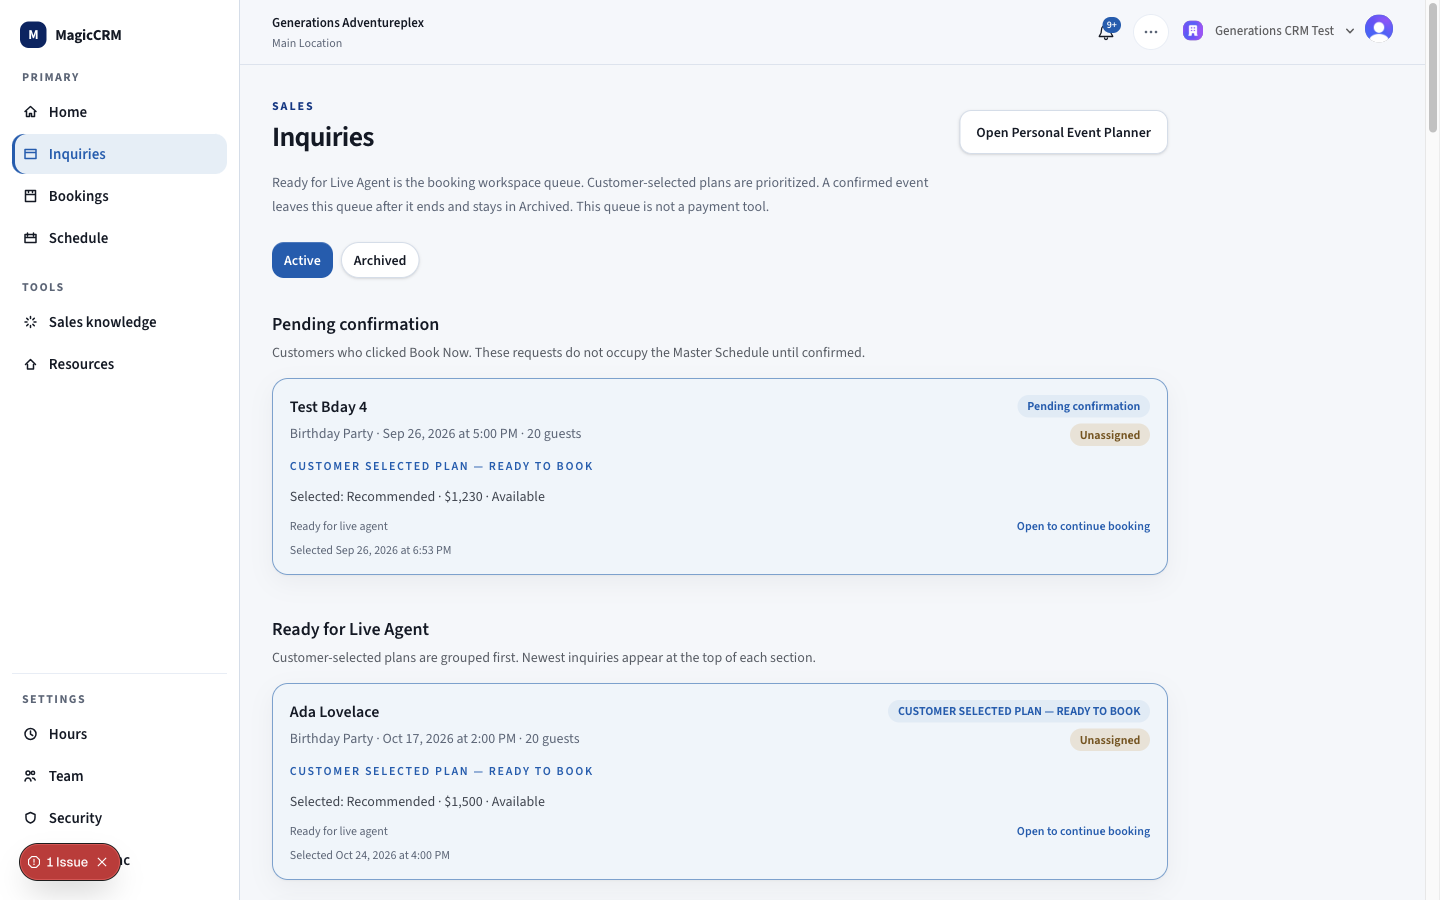 M MagicCRM
PRIMARY
Home
Inquiries
Bookings
Schedule
TOOLS
Sales knowledge
Resources
SETTINGS
Hours
Team
Security
1 Issue
Generations Adventureplex
Main Location
9+
Generations CRM Test
SALES
Inquiries
Open Personal Event Planner
Ready for Live Agent is the booking workspace queue. Customer-selected plans are prioritized. A confirmed event
leaves this queue after it ends and stays in Archived. This queue is not a payment tool.
Active
Archived
Pending confirmation
Customers who clicked Book Now. These requests do not occupy the Master Schedule until confirmed.
Test Bday 4
Pending confirmation
Birthday Party · Sep 26, 2026 at 5:00 PM · 20 guests
Unassigned
CUSTOMER SELECTED PLAN — READY TO BOOK
Selected: Recommended · $1,230 · Available
Ready for live agent
Open to continue booking
Selected Sep 26, 2026 at 6:53 PM
Ready for Live Agent
Customer-selected plans are grouped first. Newest inquiries appear at the top of each section.
Ada Lovelace
CUSTOMER SELECTED PLAN — READY TO BOOK
Birthday Party · Oct 17, 2026 at 2:00 PM · 20 guests
Unassigned
CUSTOMER SELECTED PLAN — READY TO BOOK
Selected: Recommended · $1,500 · Available
Ready for live agent
Open to continue booking
Selected Oct 24, 2026 at 4:00 PM